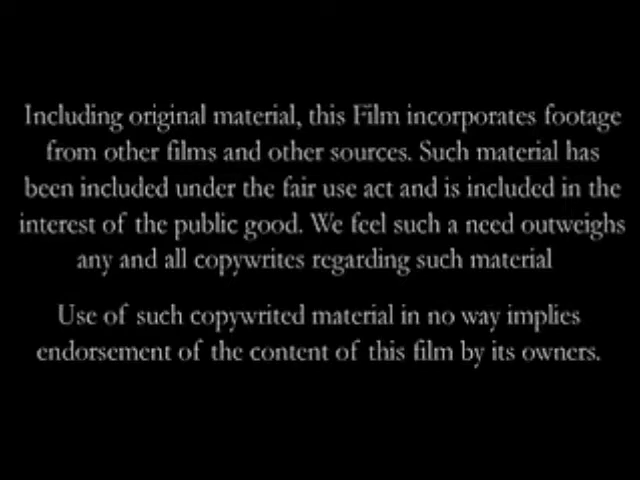 Including original material, this Film incorporates footage
from other films and other sources. Such material has
been included under the fair use act and is included in the
interest of the public good. We feel such a need outweighs
any and all copywrites regarding such material
Use of such copywrited material in no way implies
endorsement of the content of this film by its owners.